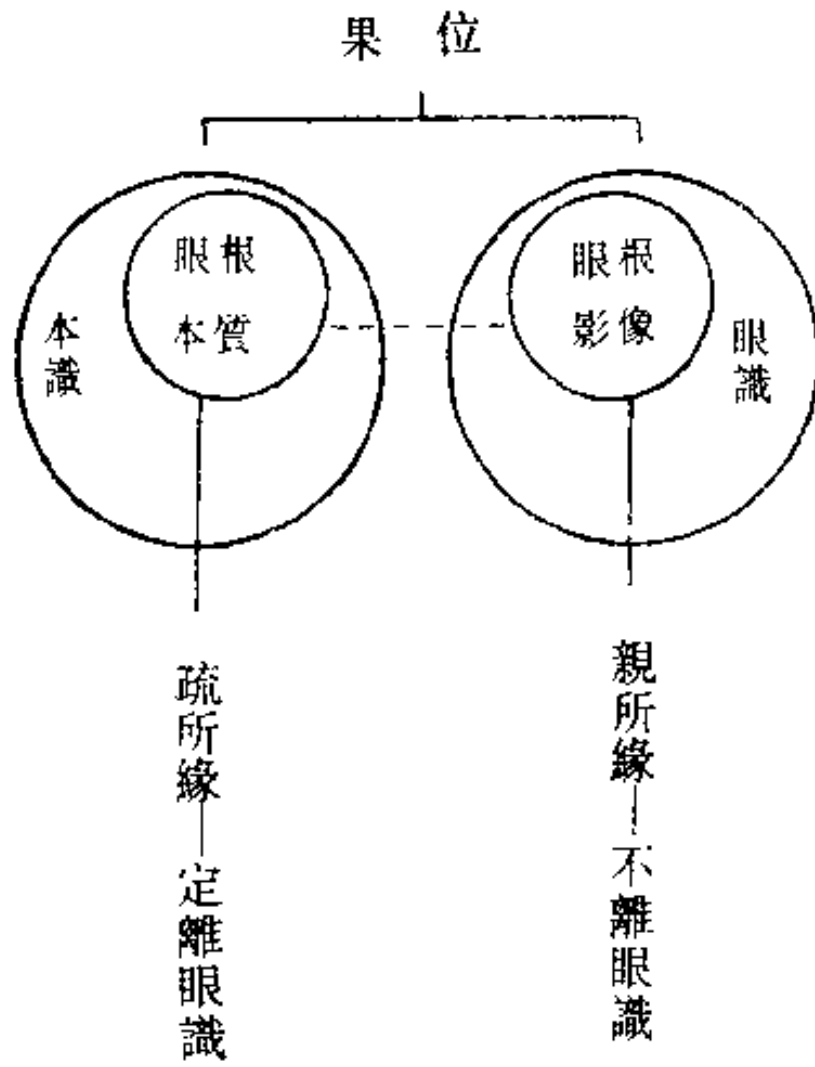 果位
眼根
本質
本識
眼根
影像
眼識
疏所緣—定離眼識
親所緣—不離眼識